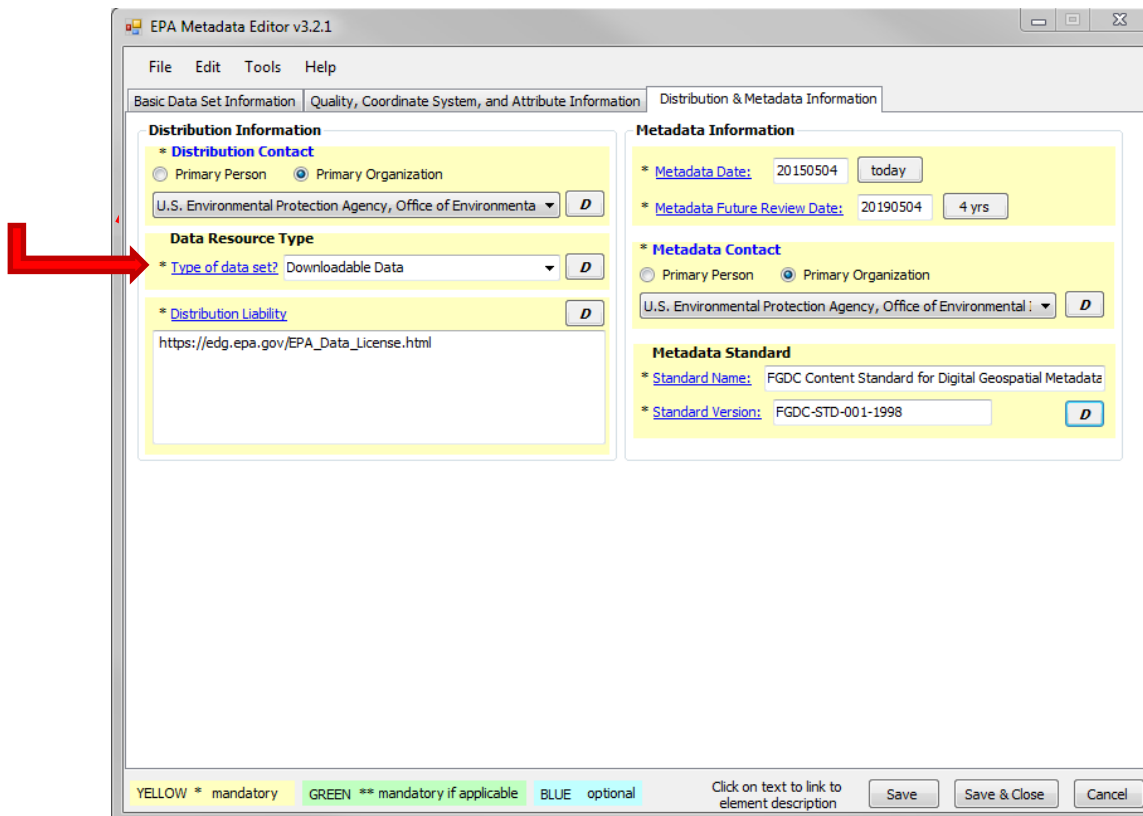 EPA Metadata Editor v3.2.1
File Edit Tools Help
Basic Data Set Information Quality, Coordinate System, and Attribute Information Distribution & Metadata Information
Distribution Information
* Distribution Contact
Primary Person Primary Organization
U.S. Environmental Protection Agency, Office of Environmenta D
Data Resource Type
* Type of data set? Downloadable Data D
* Distribution Liability D
https://edg.epa.gov/EPA_Data_License.html
Metadata Information
* Metadata Date: 20150504 today
* Metadata Future Review Date: 20190504 4 yrs
* Metadata Contact
Primary Person Primary Organization
U.S. Environmental Protection Agency, Office of Environmental D
Metadata Standard
* Standard Name: FGDC Content Standard for Digital Geospatial Metadata
* Standard Version: FGDC-STD-001-1998 D
YELLOW * mandatory GREEN ** mandatory if applicable BLUE optional
Click on text to link to
element description
Save Save & Close Cancel